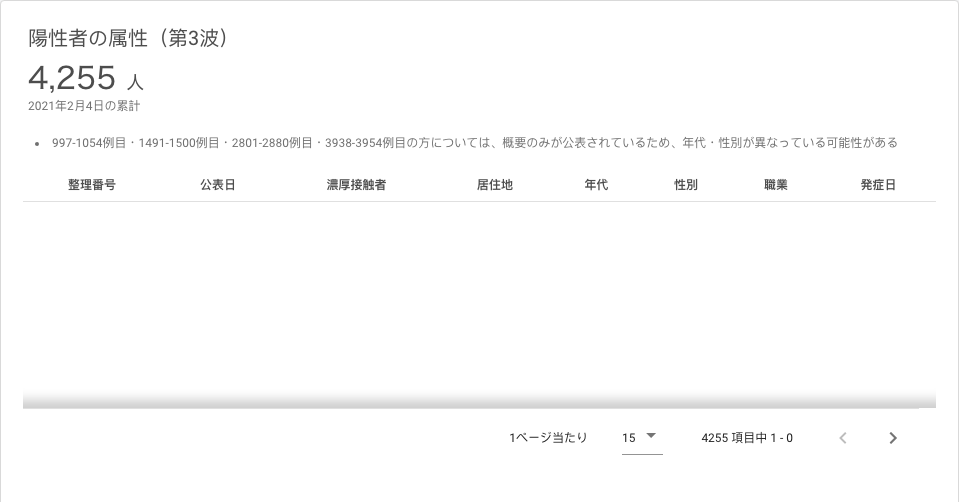 陽性者の属性（第3波）
4,255 人
2021年2月4日の累計
• 997-1054例目・1491-1500例目・2801-2880例目・3938-3954例目の方については、概要のみが公表されているため、年代・性別が異なっている可能性がある
整理番号 公表日 濃厚接触者 居住地 年代 性別 職業 発症日
1ページ当たり 15 4255 項目中 1 - 0